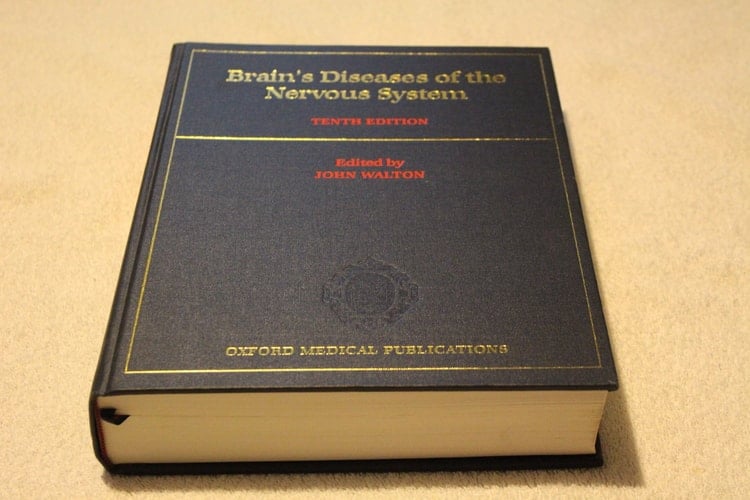 Brain's Diseases of the
Nervous System
TENTH EDITION
Edited by
JOHN WALTON
OXFORD MEDICAL PUBLICATIONS